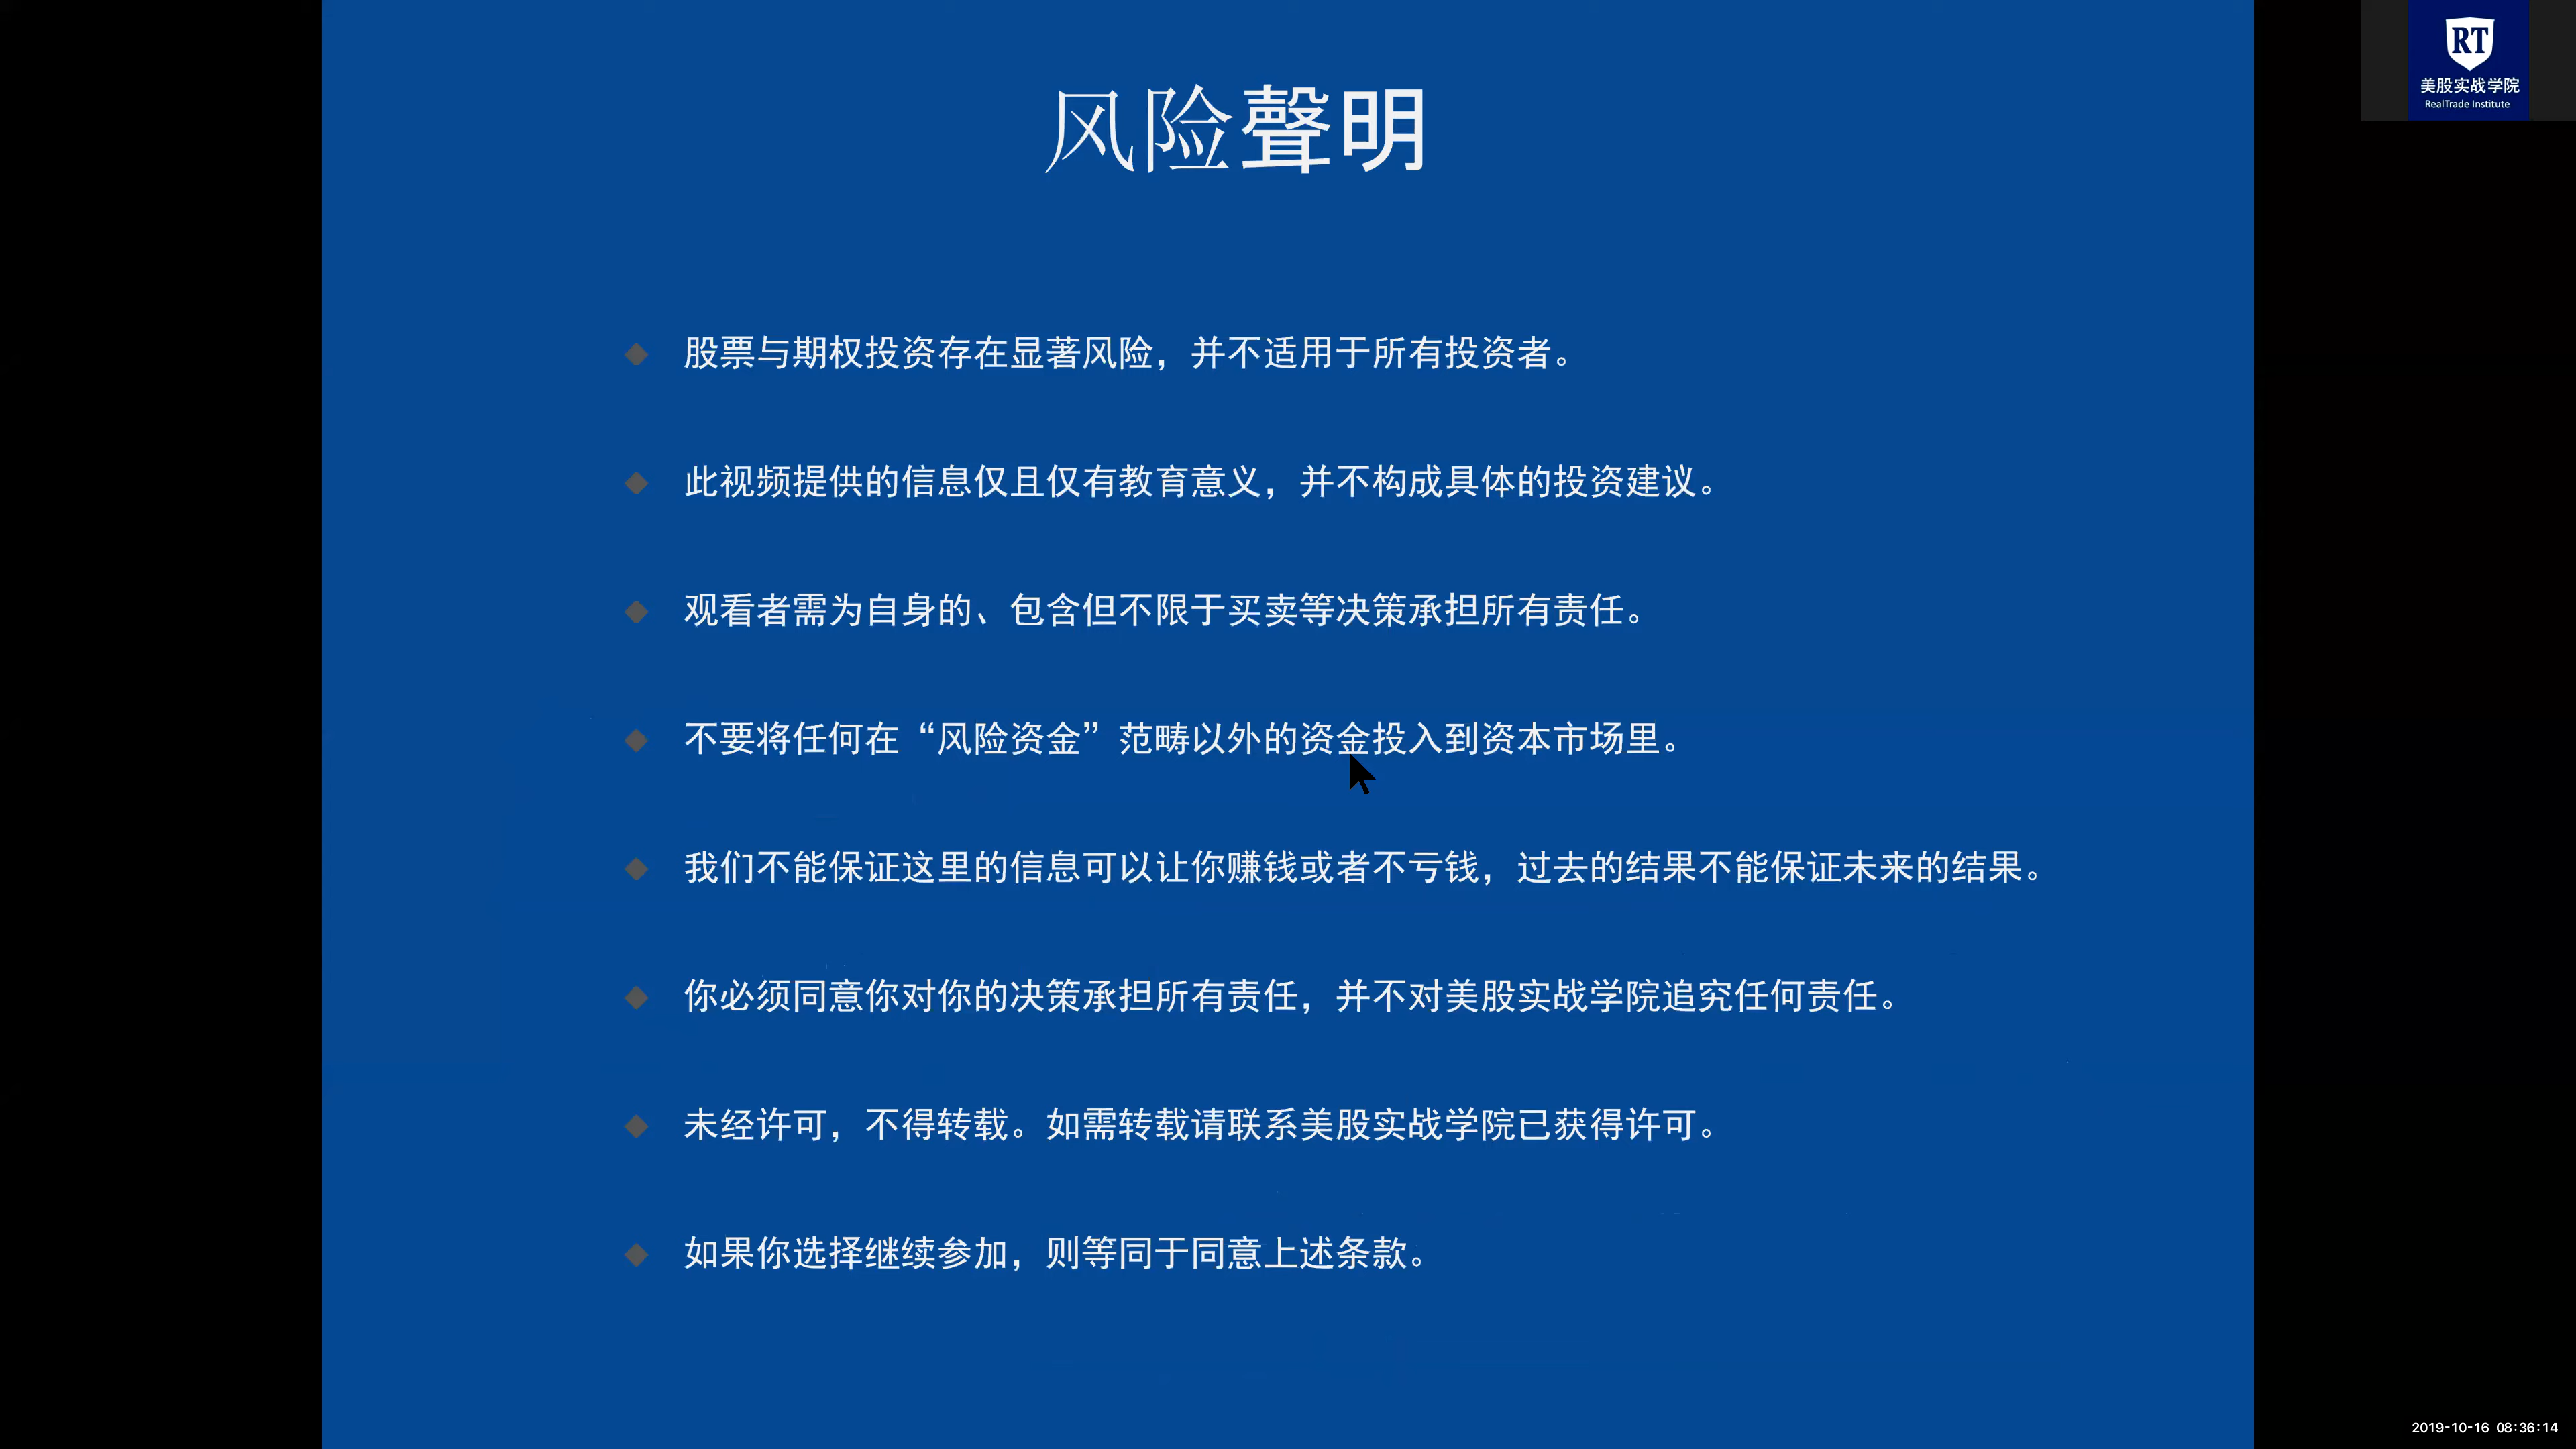 RT
美股实战学院
RealTrade Institute
风险聲明
股票与期权投资存在显著风险，并不适用于所有投资者。
此视频提供的信息仅且仅有教育意义，并不构成具体的投资建议。
观看者需为自身的、包含但不限于买卖等决策承担所有责任。
不要将任何在“风险资金”范畴以外的资金投入到资本市场里。
我们不能保证这里的信息可以让你赚钱或者不亏钱，过去的结果不能保证未来的结果。
你必须同意你对你的决策承担所有责任，并不对美股实战学院追究任何责任。
未经许可，不得转载。如需转载请联系美股实战学院已获得许可。
如果你选择继续参加，则等同于同意上述条款。
2019-10-16 08:36:14